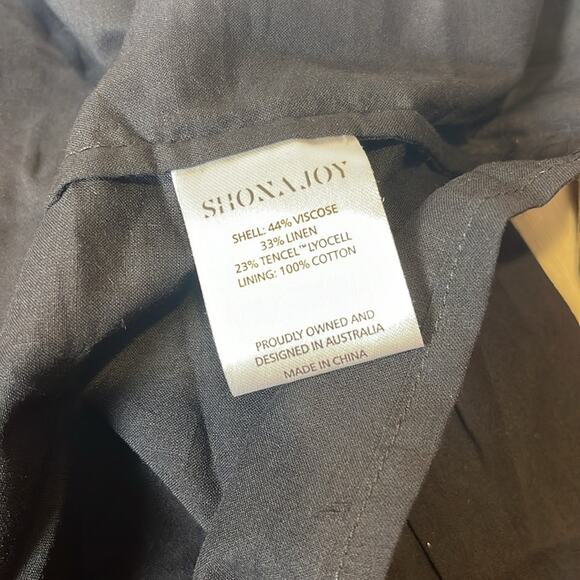 SHONA JOY
SHELL: 44% VISCOSE
33% LINEN
23% TENCEL™ LYOCELL
LINING: 100% COTTON
PROUDLY OWNED AND
DESIGNED IN AUSTRALIA
MADE IN CHINA